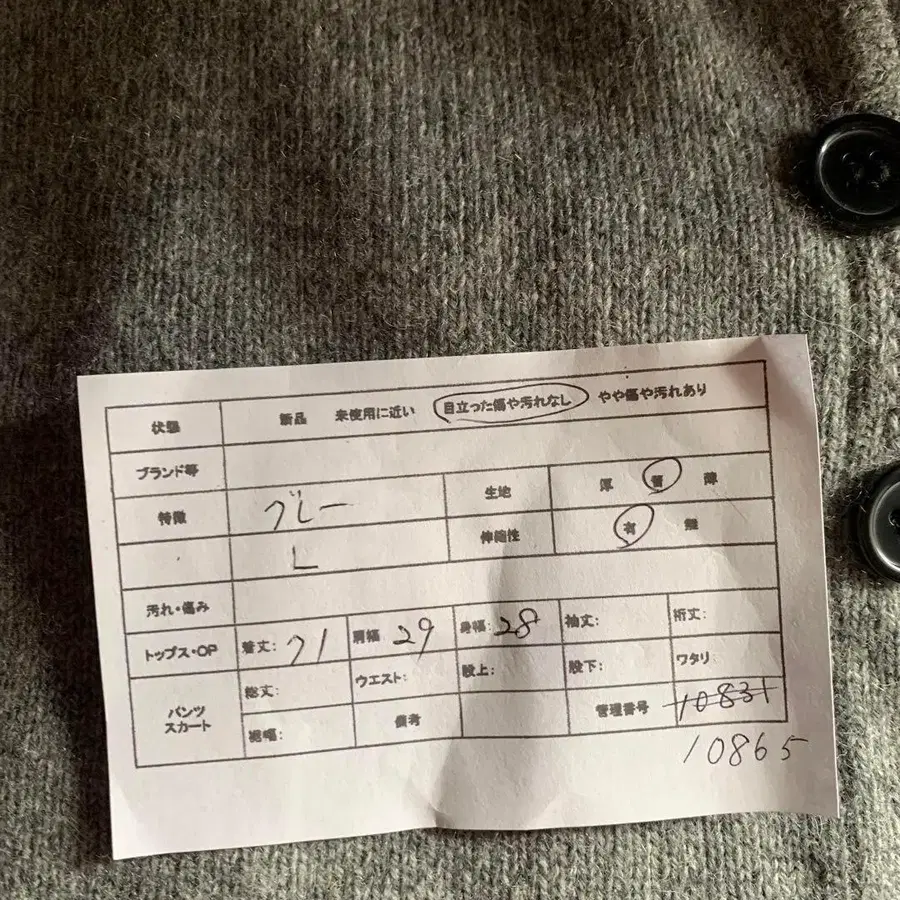 状態 新品 未使用に近い 目立った傷や汚れなし やや傷や汚れあり
ブランド等
特徴 グレー 生地 厚 普 薄
L 伸縮性 有 無
汚れ・傷み
トップス・OP 着丈: 71 肩幅 29 身幅: 28 袖丈: 裄丈:
パンツ スカート 総丈: ウエスト: 股上: 股下: ワタリ
裾幅: 備考 管理番号 10831
10865